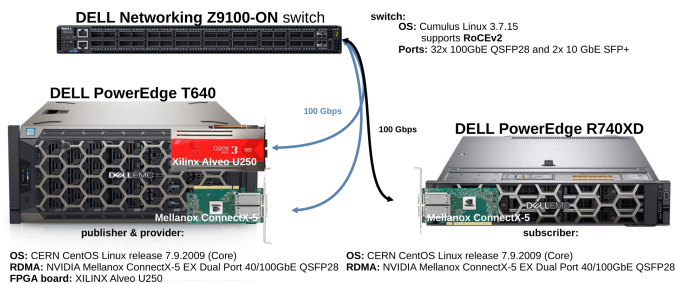 DELL Networking Z9100-ON switch
switch:
OS: Cumulus Linux 3.7.15
supports RoCEv2
Ports: 32x 100GbE QSFP28 and 2x 10 GbE SFP+
DELL PowerEdge T640
100 Gbps
100 Gbps
DELL PowerEdge R740XD
CERN 3
Xilinx Alveo U250
DELLEMC
Mellanox ConnectX-5
DELLEMC
Mellanox ConnectX-5
publisher & provider:
subscriber:
OS: CERN CentOS Linux release 7.9.2009 (Core)
RDMA: NVIDIA Mellanox ConnectX-5 EX Dual Port 40/100GbE QSFP28
FPGA board: XILINX Alveo U250
OS: CERN CentOS Linux release 7.9.2009 (Core)
RDMA: NVIDIA Mellanox ConnectX-5 EX Dual Port 40/100GbE QSFP28